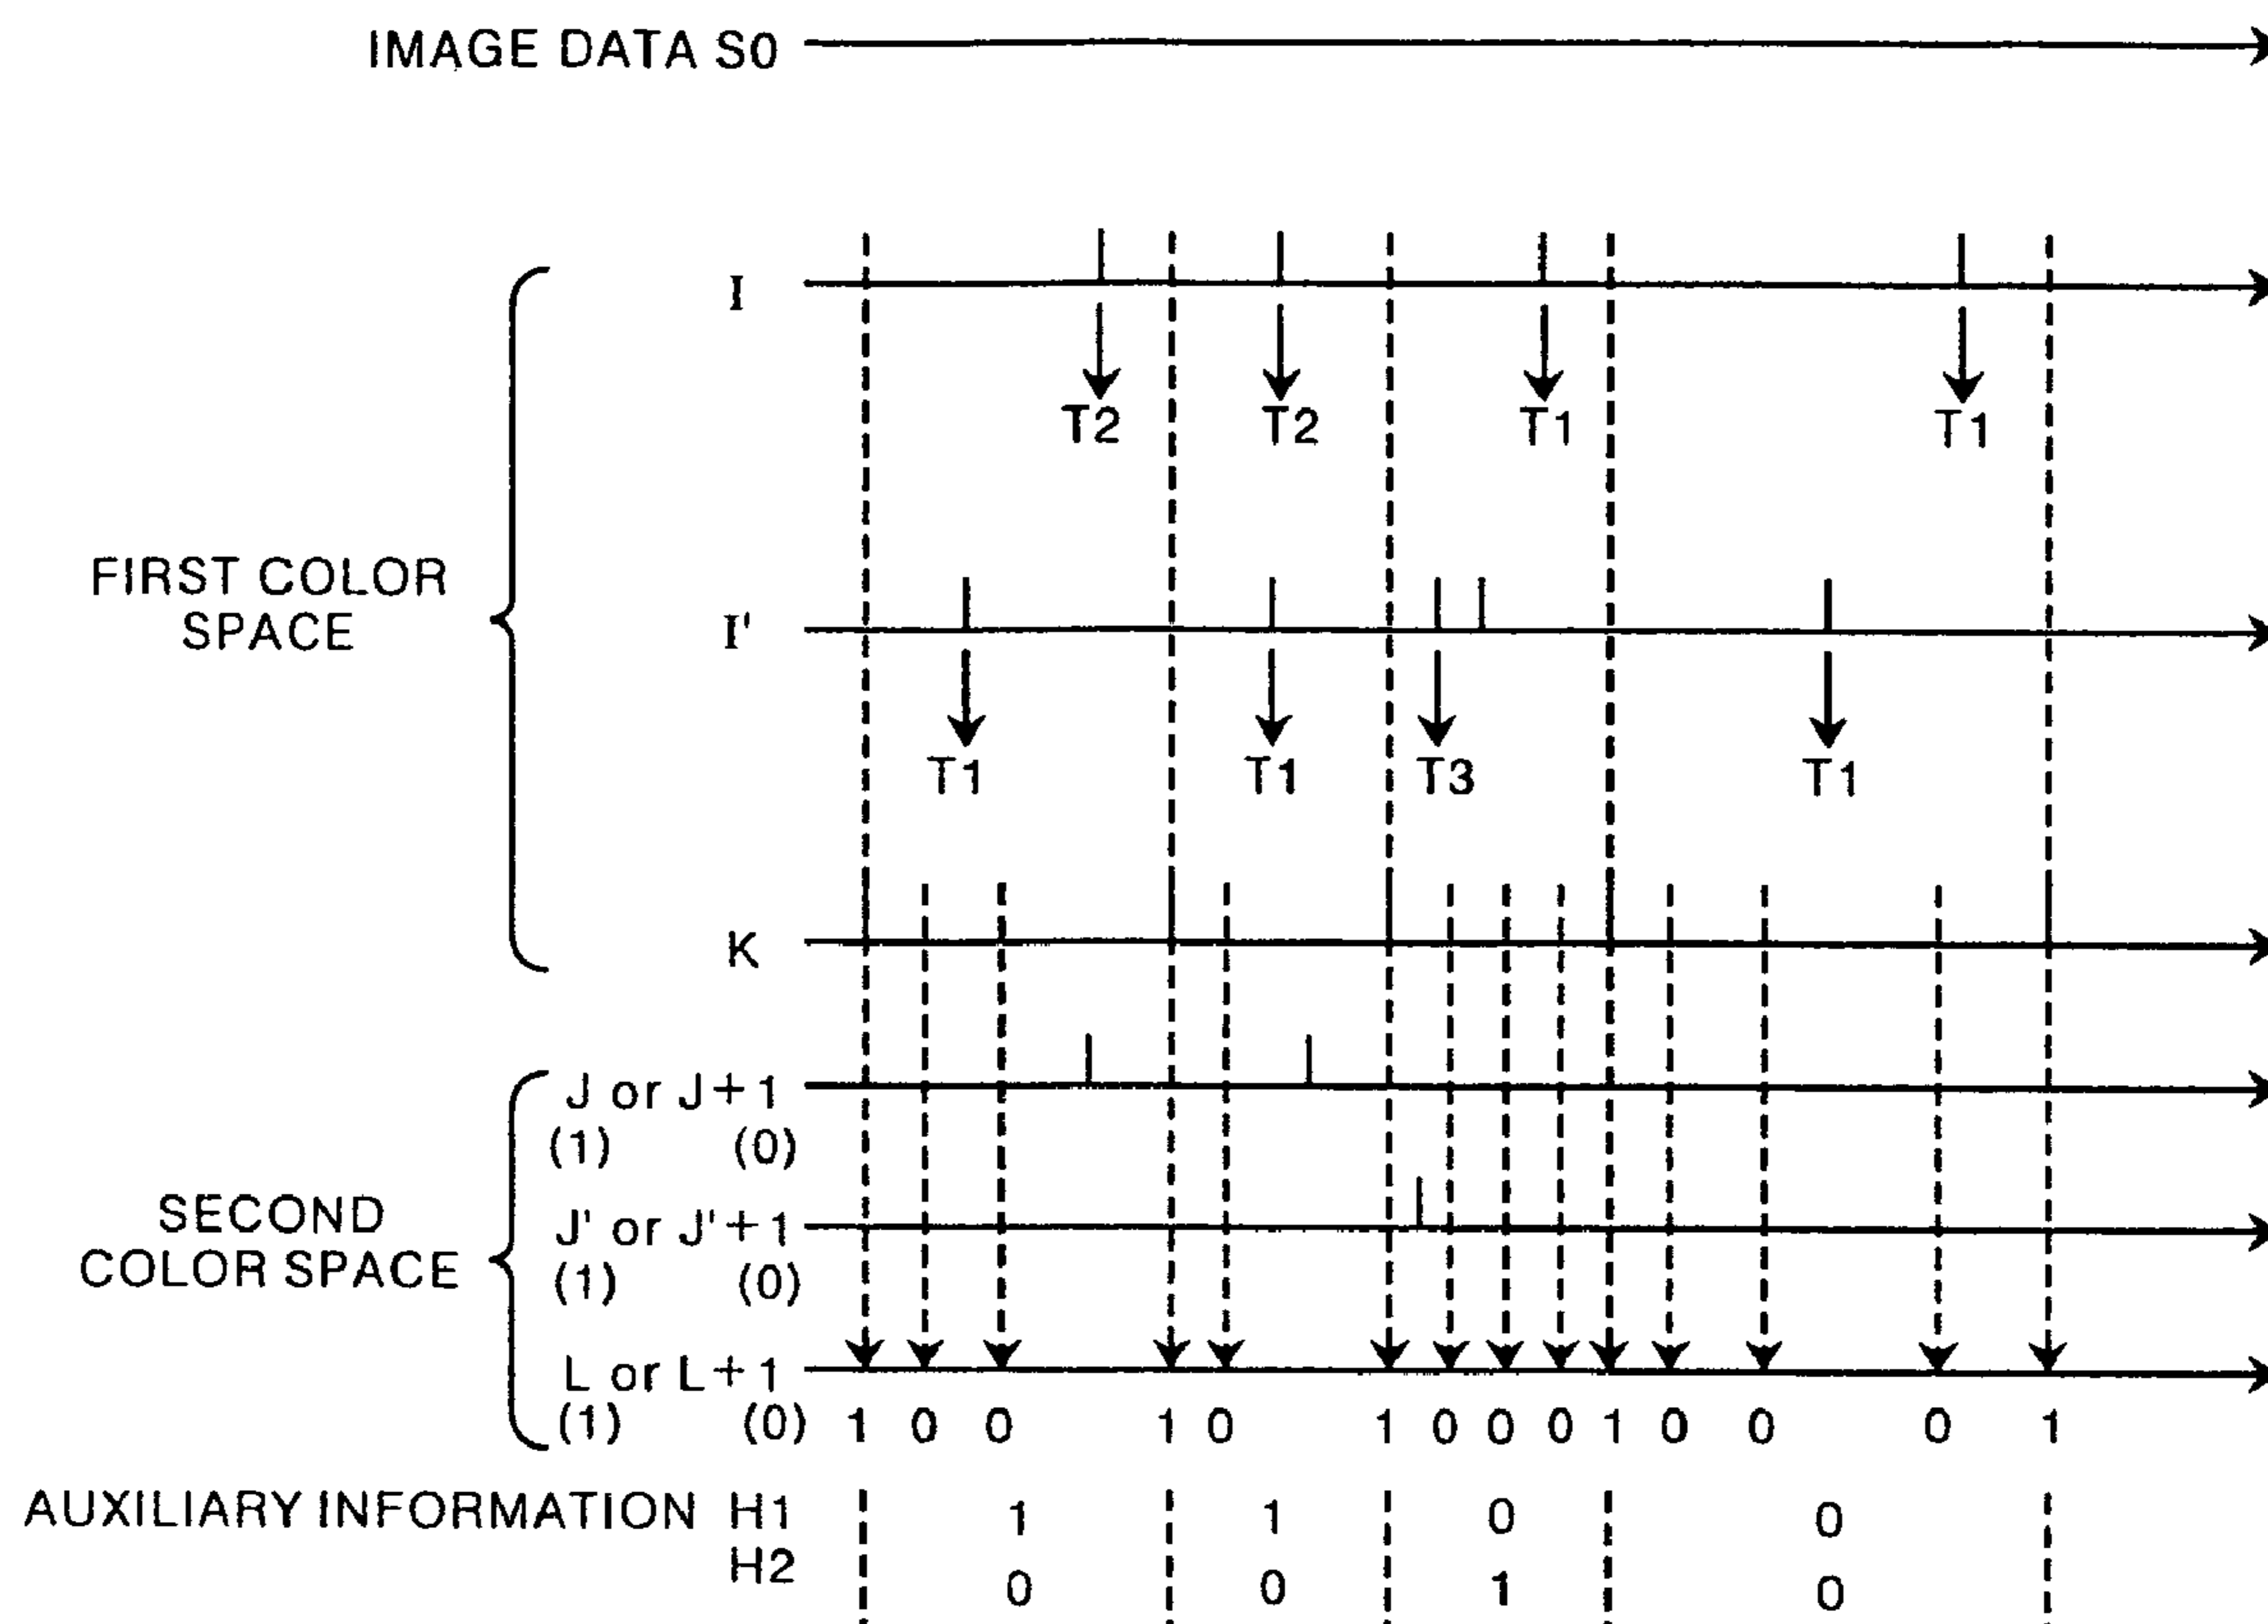 IMAGE DATA S0
I
T2 T2 T1 T1
FIRST COLOR
SPACE
I'
T1 T1 T3 T1
K
J or J+1
(1) (0)
SECOND
COLOR SPACE
J' or J'+1
(1) (0)
L or L+1
(1) (0) 1 0 0 1 0 1 0 0 0 1 0 0 0 1
AUXILIARY INFORMATION H1 1 1 0 0
H2 0 0 1 0